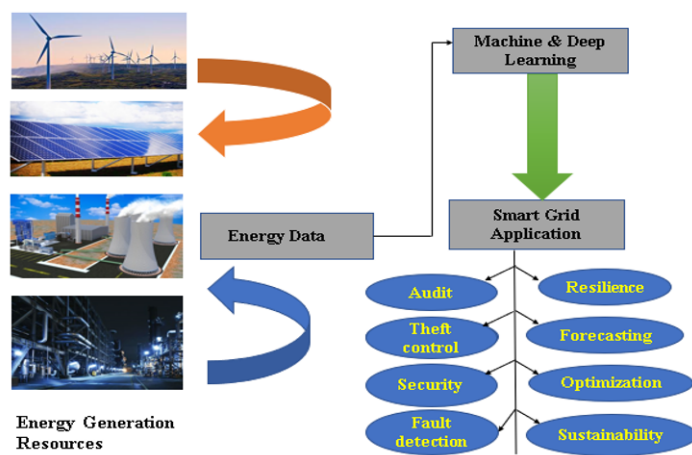 Machine & Deep
Learning
Energy Data
Smart Grid
Application
Audit
Resilience
Theft
control
Forecasting
Security
Optimization
Fault
detection
Sustainability
Energy Generation
Resources